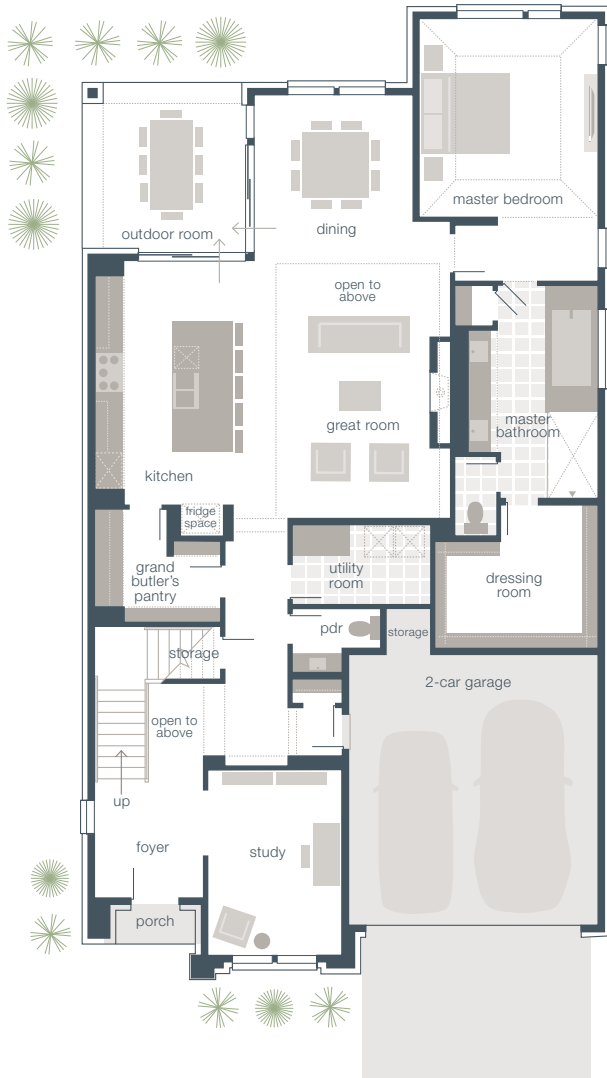 master bedroom
outdoor room
dining
open to
above
great room
master
bathroom
kitchen
fridge
space
grand
butler's
pantry
utility
room
dressing
room
pdr
storage
storage
2-car garage
open to
above
up
foyer
study
porch